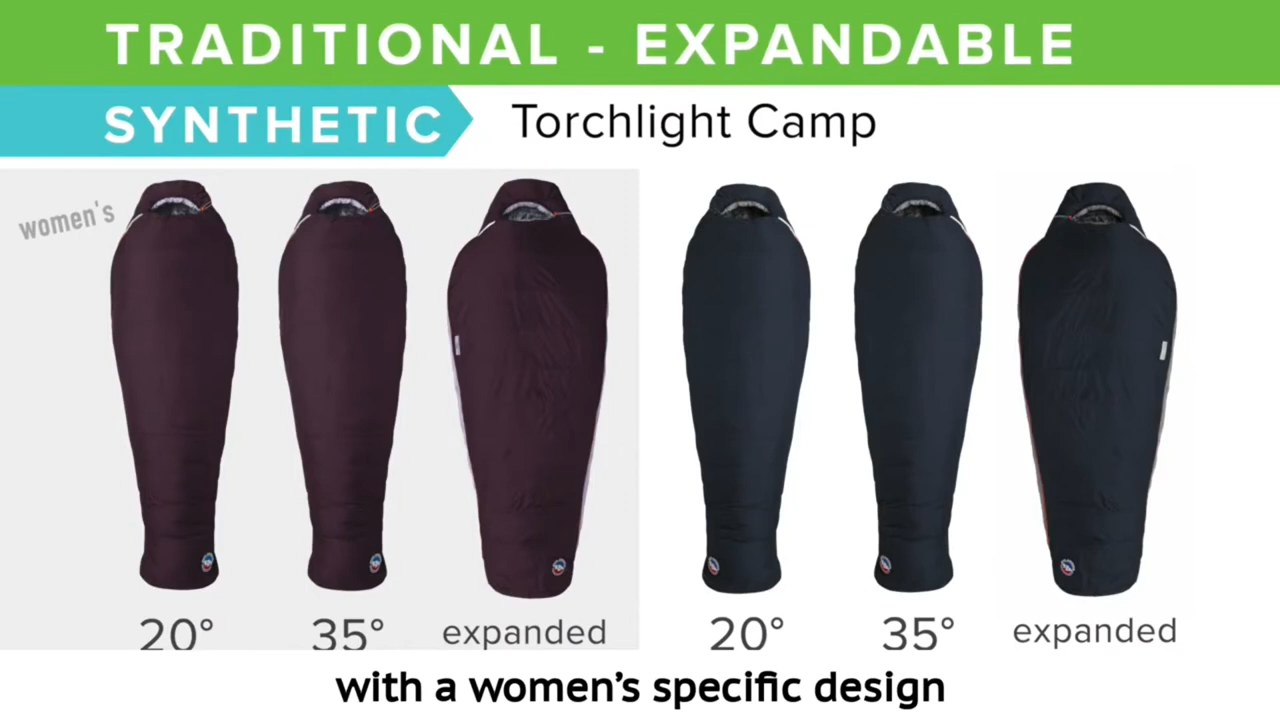 TRADITIONAL - EXPANDABLE
SYNTHETIC
Torchlight Camp
women's
20°
35°
expanded
20°
35°
expanded
with a women's specific design